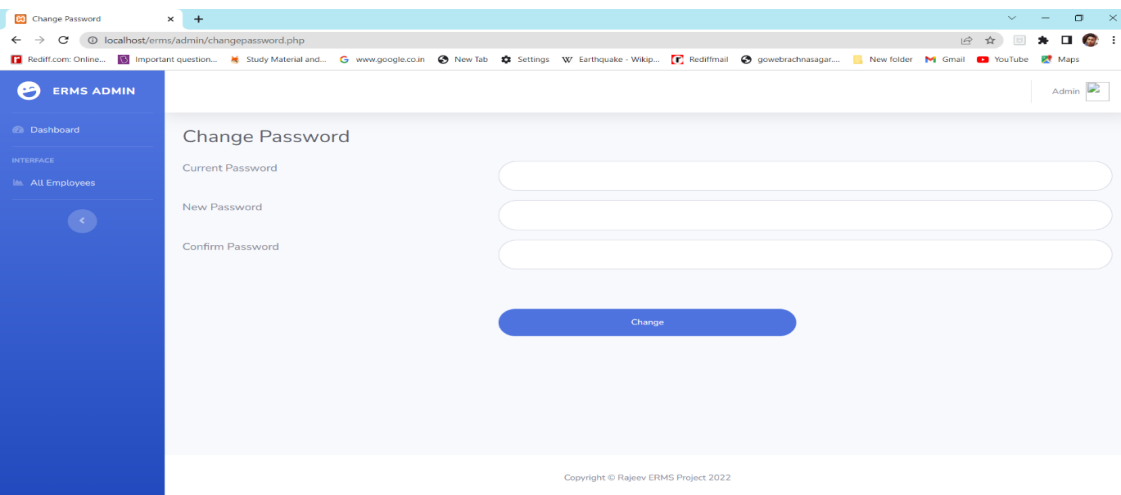 Change Password
localhost/erms/admin/changepassword.php
Rediff.com: Online... Important question... Study Material and... www.google.co.in New Tab Settings Earthquake - Wikip... Rediffmail gowebrachnasagar.... New folder Gmail YouTube Maps
ERMS ADMIN
Admin
Dashboard
INTERFACE
All Employees
Change Password
Current Password
New Password
Confirm Password
Change
Copyright © Rajeev ERMS Project 2022